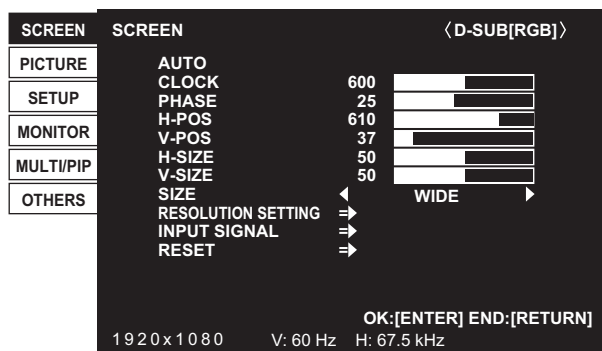 SCREEN
PICTURE
SETUP
MONITOR
MULTI/PIP
OTHERS
SCREEN 〈D-SUB[RGB]〉
AUTO
CLOCK 600
PHASE 25
H-POS 610
V-POS 37
H-SIZE 50
V-SIZE 50
SIZE WIDE
RESOLUTION SETTING
INPUT SIGNAL
RESET
OK:[ENTER] END:[RETURN]
1920x1080 V: 60 Hz H: 67.5 kHz